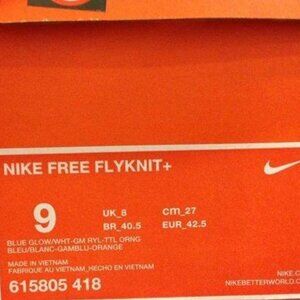 NIKE FREE FLYKNIT+
9
UK_8
cm_27
BR_40.5
EUR_42.5
BLUE GLOW/WHT-GM RYL-TTL ORNG
BLEU/BLANC-GAMBLU-ORANGE
MADE IN VIETNAM
FABRIQUE AU VIETNAM_HECHO EN VIETNAM
615805 418
NIKE.C
NIKEBETTERWORLD.C